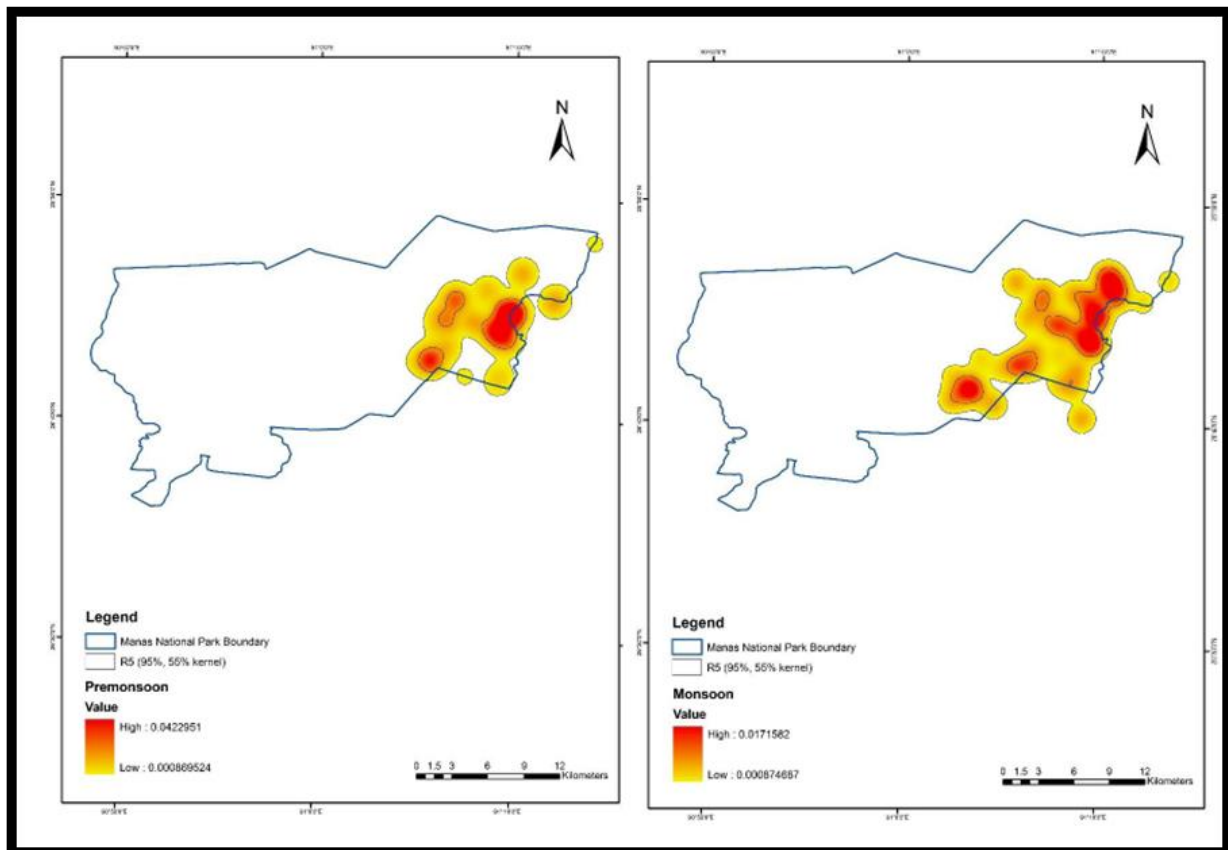 N
Legend
Manas National Park Boundary
R5 (95%, 55% kernel)
Premonsoon
Value
High : 0.0422951
Low : 0.000869524
0 1.5 3 6 9 12
Kilometers
N
Legend
Manas National Park Boundary
R5 (95%, 55% kernel)
Monsoon
Value
High : 0.0171582
Low : 0.000874667
0 1.5 3 6 9 12
Kilometers